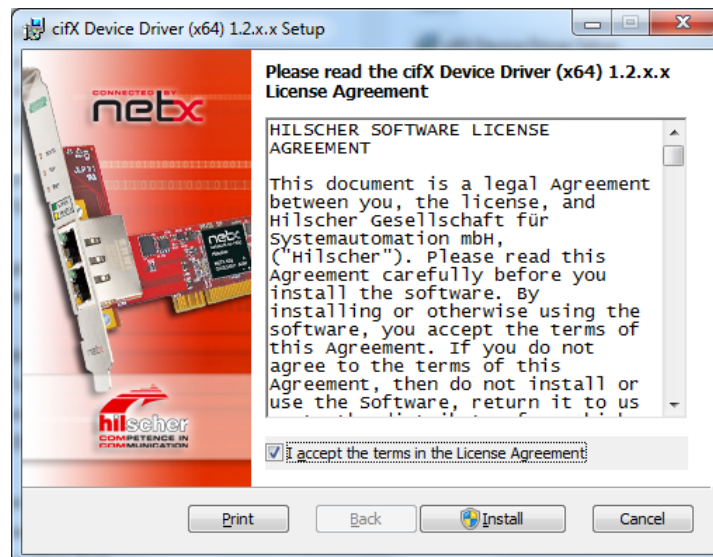 cifX Device Driver (x64) 1.2.x.x Setup
CONNECTED BY
netx
netx
hilscher
COMPETENCE IN
COMMUNICATION
Please read the cifX Device Driver (x64) 1.2.x.x
License Agreement
HILSCHER SOFTWARE LICENSE
AGREEMENT
This document is a legal Agreement
between you, the license, and
Hilscher Gesellschaft für
Systemautomation mbH,
("Hilscher"). Please read this
Agreement carefully before you
install the software. By
installing or otherwise using the
software, you accept the terms of
this Agreement. If you do not
agree to the terms of this
Agreement, then do not install or
use the Software, return it to us
I accept the terms in the License Agreement
Print
Back
Install
Cancel